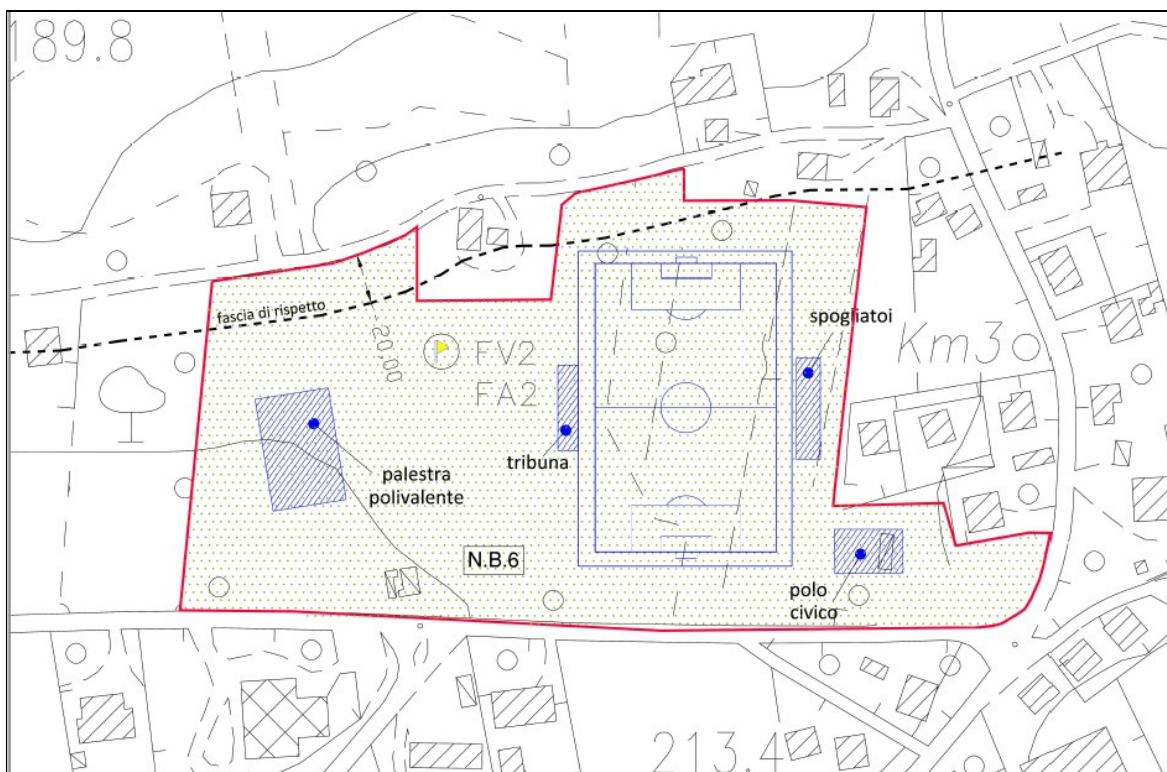 189.8
fascia di rispetto
20,00
FV2
FA2
spogliatoi
Km3
tribuna
palestra
polivalente
N.B.6
polo
civico
213.4